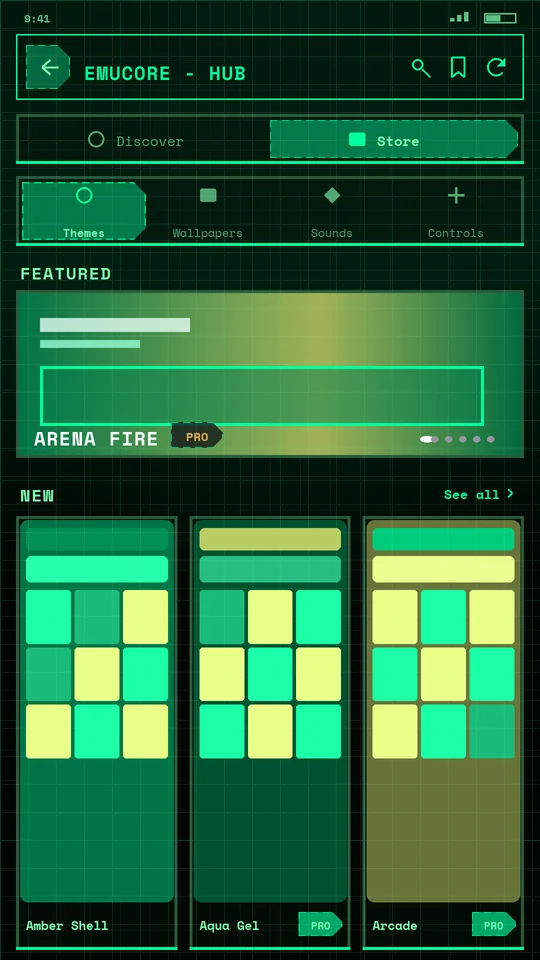 9:41
EMUCORE - HUB
Discover
Store
Themes
Wallpapers
Sounds
Controls
FEATURED
ARENA FIRE
PRO
NEW
See all
Amber Shell
Aqua Gel
PRO
Arcade
PRO